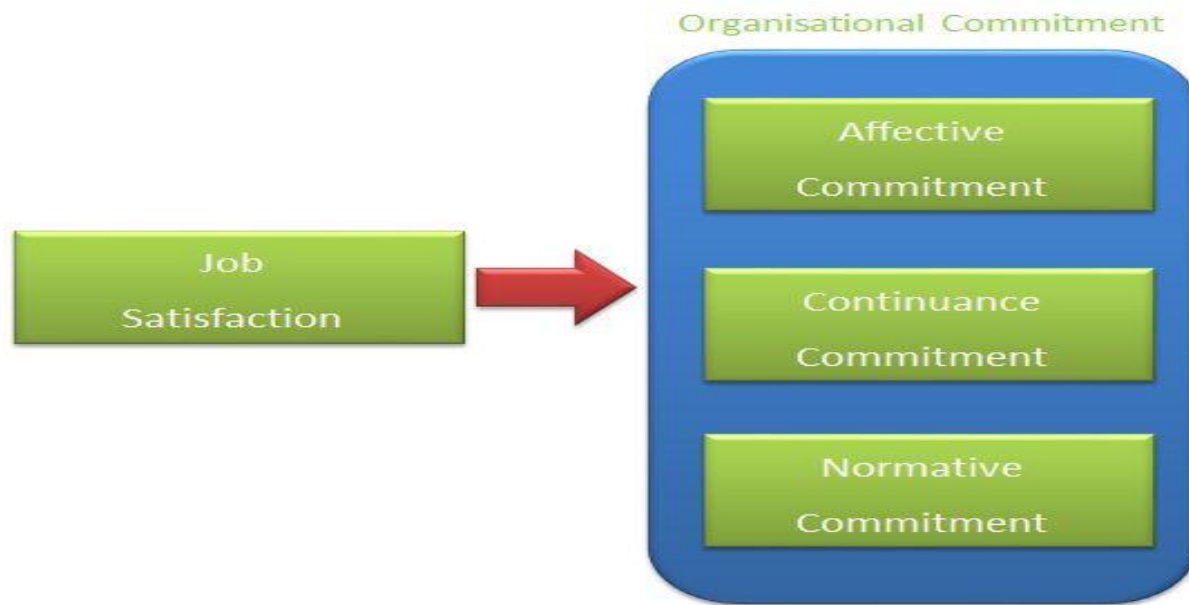 Organisational Commitment
Affective
Commitment
Job
Satisfaction
Continuance
Commitment
Normative
Commitment